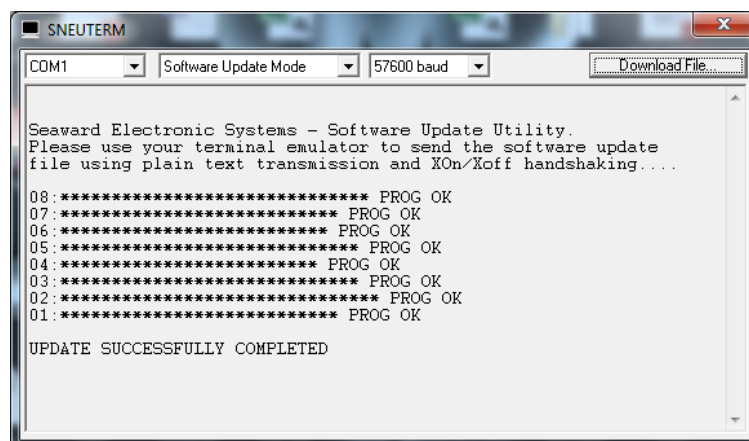 SNEUTERM
COM1 Software Update Mode 57600 baud Download File...
Seaward Electronic Systems - Software Update Utility.
Please use your terminal emulator to send the software update
file using plain text transmission and XOn/Xoff handshaking....
08:****************************** PROG OK
07:*************************** PROG OK
06:************************** PROG OK
05:***************************** PROG OK
04:************************* PROG OK
03:***************************** PROG OK
02:******************************* PROG OK
01:*************************** PROG OK
UPDATE SUCCESSFULLY COMPLETED